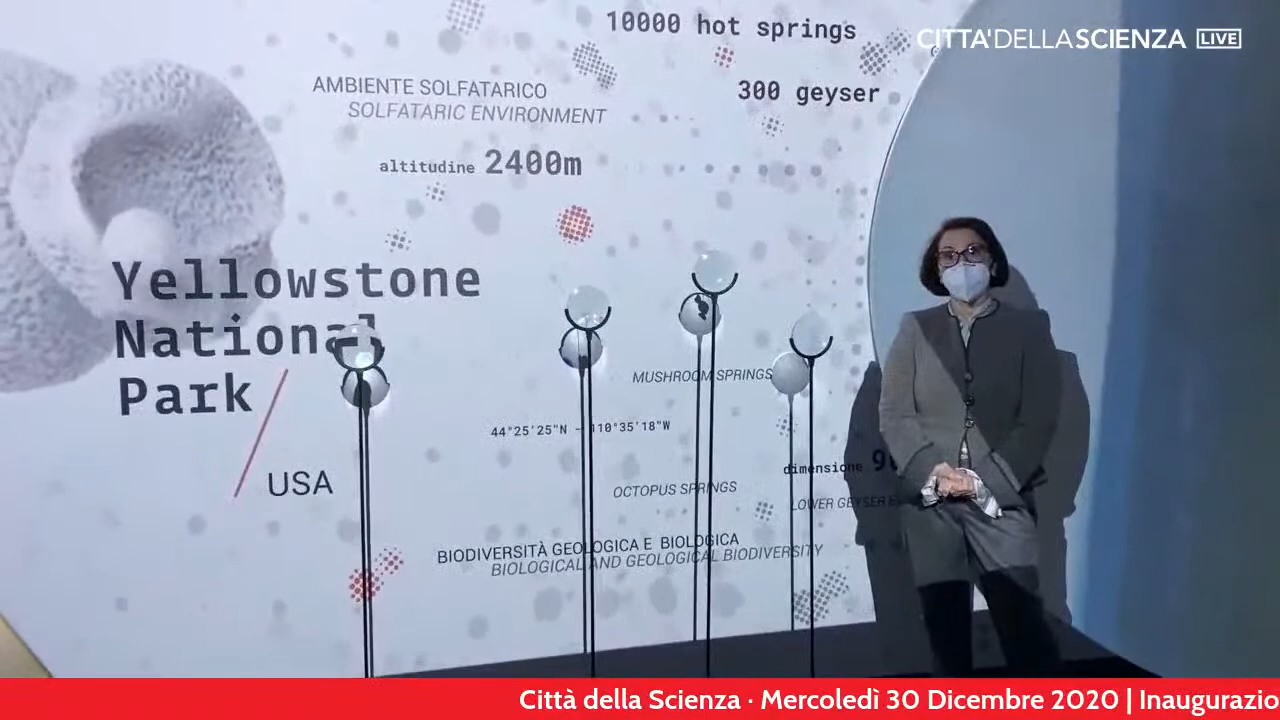 10000 hot springs
CITTA'DELLASCIENZA LIVE
AMBIENTE SOLFATARICO
SOLFATARIC ENVIRONMENT
300 geyser
altitudine 2400m
Yellowstone
National
Park
USA
MUSHROOM SPRINGS
44°25'25"N - 110°35'18"W
dimensione
OCTOPUS SPRINGS
LOWER GEYSER
BIODIVERSITÀ GEOLOGICA E BIOLOGICA
BIOLOGICAL AND GEOLOGICAL BIODIVERSITY
Città della Scienza · Mercoledì 30 Dicembre 2020 | Inaugurazio